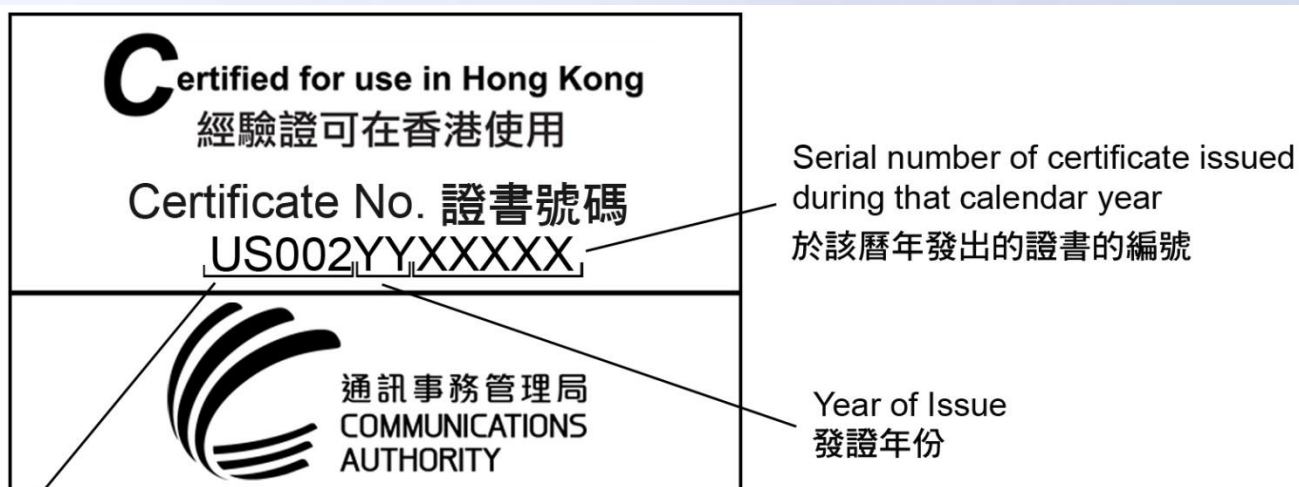 Certified for use in Hong Kong
經驗證可在香港使用
Certificate No. 證書號碼
US002YYXXXXX
Serial number of certificate issued
during that calendar year
於該曆年發出的證書的編號
通訊事務管理局
COMMUNICATIONS
AUTHORITY
Year of Issue
發證年份